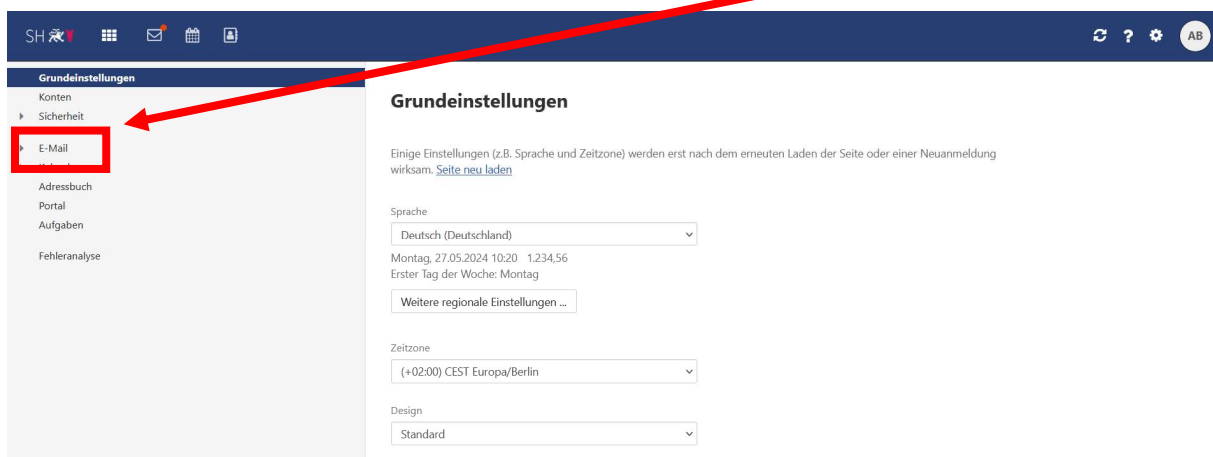 SH
AB
Grundeinstellungen
Konten
Sicherheit
E-Mail
Adressbuch
Portal
Aufgaben
Fehleranalyse
Grundeinstellungen
Einige Einstellungen (z.B. Sprache und Zeitzone) werden erst nach dem erneuten Laden der Seite oder einer Neuanmeldung
wirksam. Seite neu laden
Sprache
Deutsch (Deutschland)
Montag, 27.05.2024 10:20 1.234,56
Erster Tag der Woche: Montag
Weitere regionale Einstellungen ...
Zeitzone
(+02:00) CEST Europa/Berlin
Design
Standard